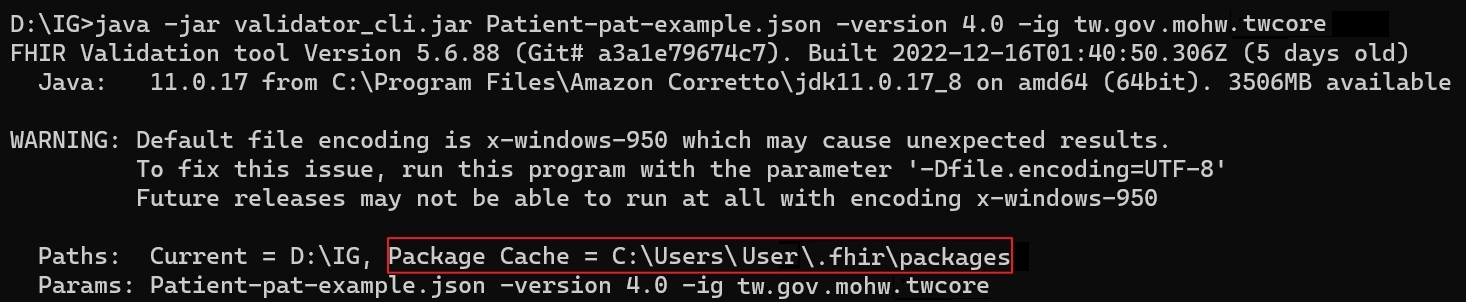 D:\IG>java -jar validator_cli.jar Patient-pat-example.json -version 4.0 -ig tw.gov.mohw.twcore
FHIR Validation tool Version 5.6.88 (Git# a3a1e79674c7). Built 2022-12-16T01:40:50.306Z (5 days old)
Java: 11.0.17 from C:\Program Files\Amazon Corretto\jdk11.0.17_8 on amd64 (64bit). 3506MB available
WARNING: Default file encoding is x-windows-950 which may cause unexpected results.
To fix this issue, run this program with the parameter '-Dfile.encoding=UTF-8'
Future releases may not be able to run at all with encoding x-windows-950
Paths: Current = D:\IG, Package Cache = C:\Users\User\.fhir\packages
Params: Patient-pat-example.json -version 4.0 -ig tw.gov.mohw.twcore